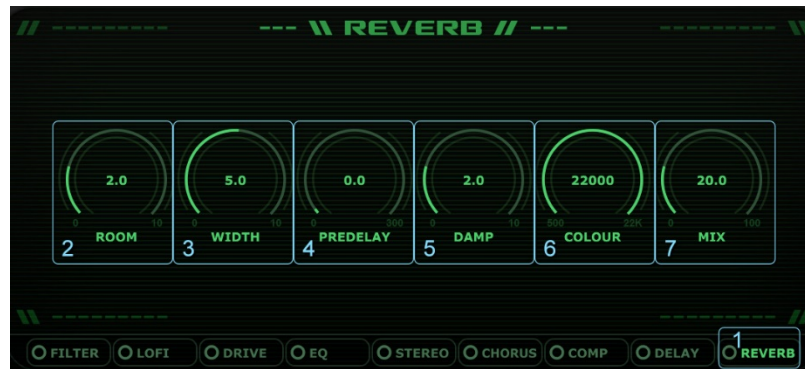 --- \\ REVERB // ---
2.0 5.0 0.0 2.0 22000 20.0
0 10 0 10 0 300 0 10 500 22K 0 100
2 ROOM 3 WIDTH 4 PREDELAY 5 DAMP 6 COLOUR 7 MIX
1
FILTER LOFI DRIVE EQ STEREO CHORUS COMP DELAY REVERB